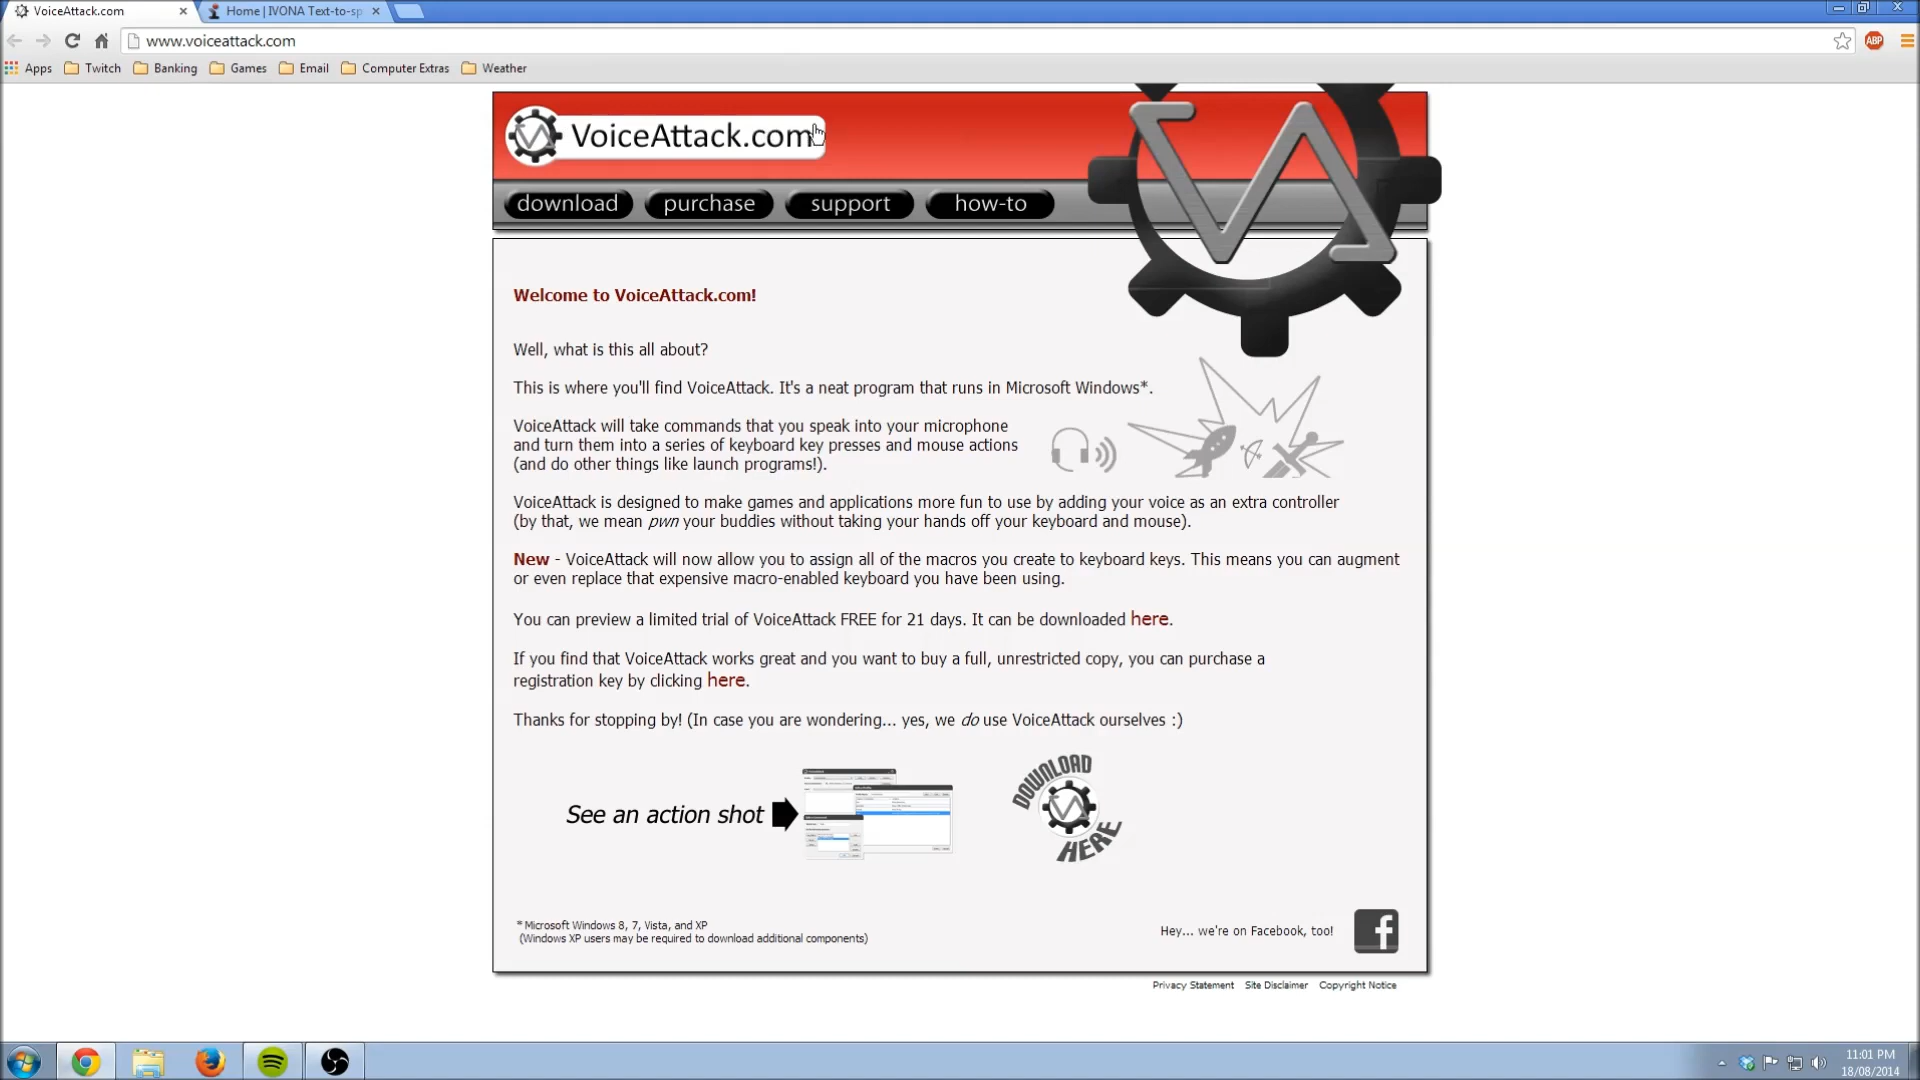 VoiceAttack.com
Home | IVONA Text-to-sp
www.voiceattack.com
ABP
Apps Twitch Banking Games Email Computer Extras Weather
VoiceAttack.com
download purchase support how-to
Welcome to VoiceAttack.com!
Well, what is this all about?
This is where you'll find VoiceAttack. It's a neat program that runs in Microsoft Windows*.
VoiceAttack will take commands that you speak into your microphone
and turn them into a series of keyboard key presses and mouse actions
(and do other things like launch programs!).
VoiceAttack is designed to make games and applications more fun to use by adding your voice as an extra controller
(by that, we mean pwn your buddies without taking your hands off your keyboard and mouse).
New - VoiceAttack will now allow you to assign all of the macros you create to keyboard keys. This means you can augment
or even replace that expensive macro-enabled keyboard you have been using.
You can preview a limited trial of VoiceAttack FREE for 21 days. It can be downloaded here.
If you find that VoiceAttack works great and you want to buy a full, unrestricted copy, you can purchase a
registration key by clicking here.
Thanks for stopping by! (In case you are wondering... yes, we do use VoiceAttack ourselves :)
See an action shot
DOWNLOAD
HERE
* Microsoft Windows 8, 7, Vista, and XP
(Windows XP users may be required to download additional components)
Hey... we're on Facebook, too!
Privacy Statement Site Disclaimer Copyright Notice
11:01 PM
18/08/2014